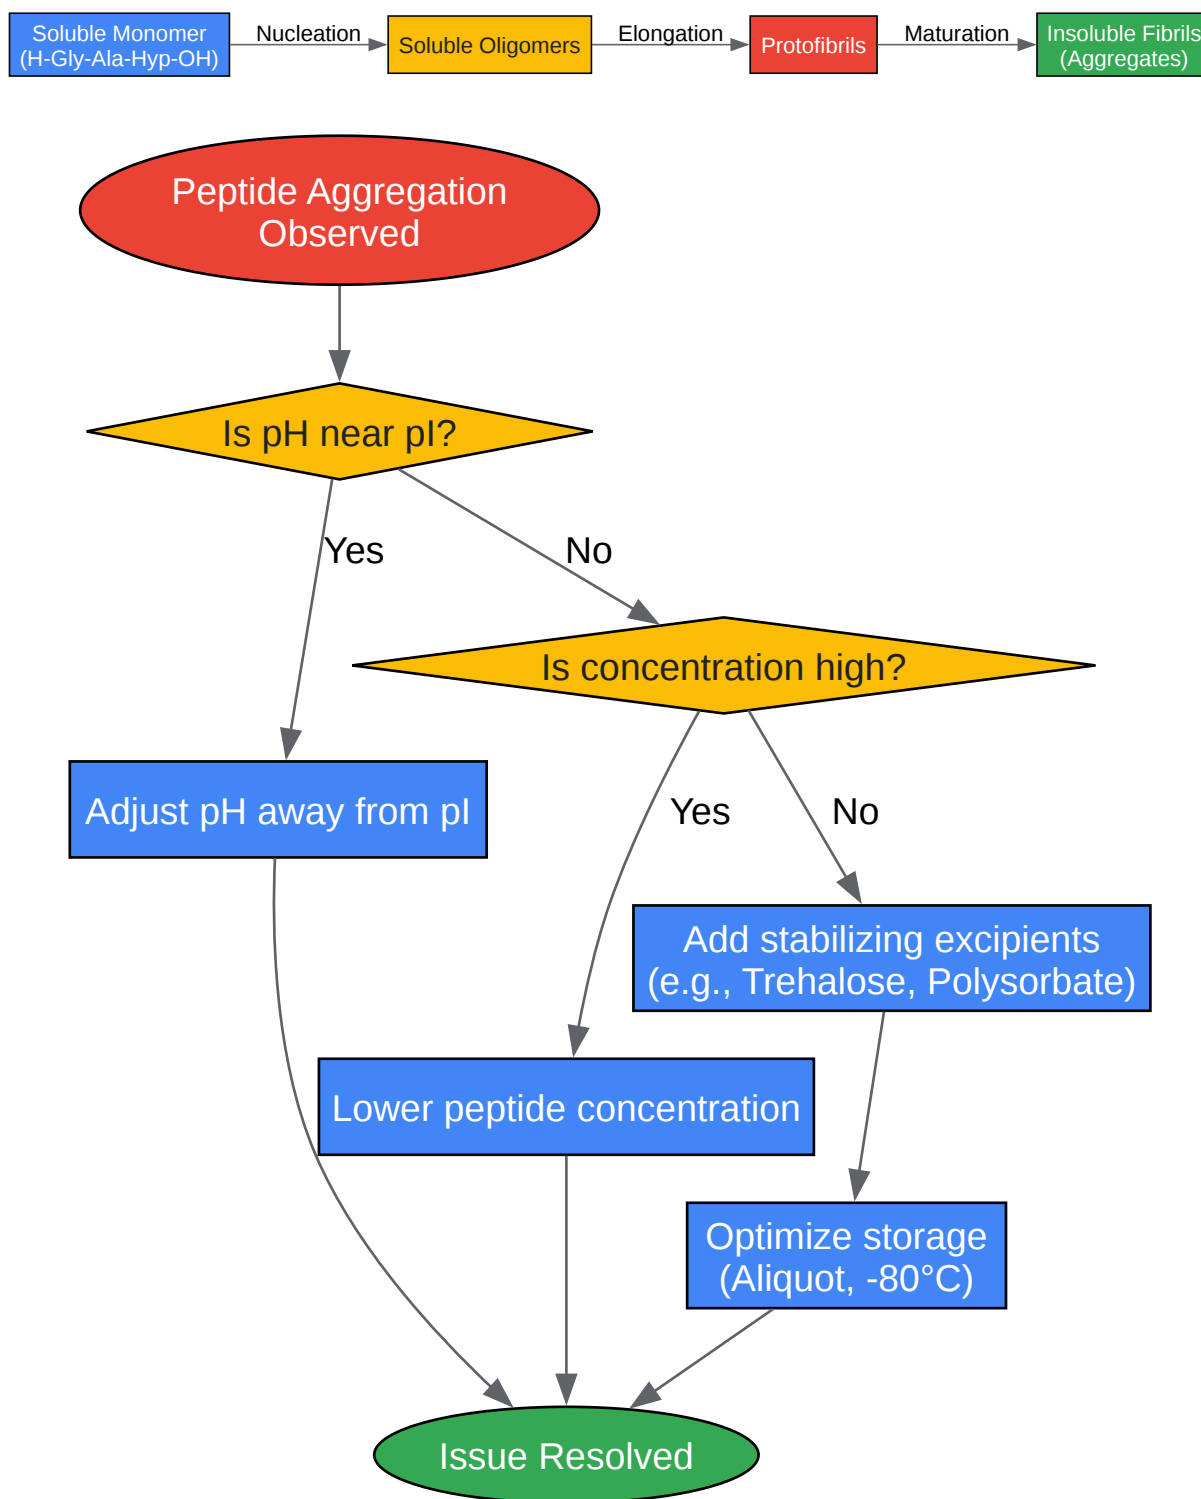 Soluble Monomer
(H-Gly-Ala-Hyp-OH)
Nucleation
Soluble Oligomers
Elongation
Protofibrils
Maturation
Insoluble Fibrils
(Aggregates)
Peptide Aggregation
Observed
Is pH near pI?
Yes
No
Is concentration high?
Adjust pH away from pI
Yes
No
Add stabilizing excipients
(e.g., Trehalose, Polysorbate)
Lower peptide concentration
Optimize storage
(Aliquot, -80°C)
Issue Resolved